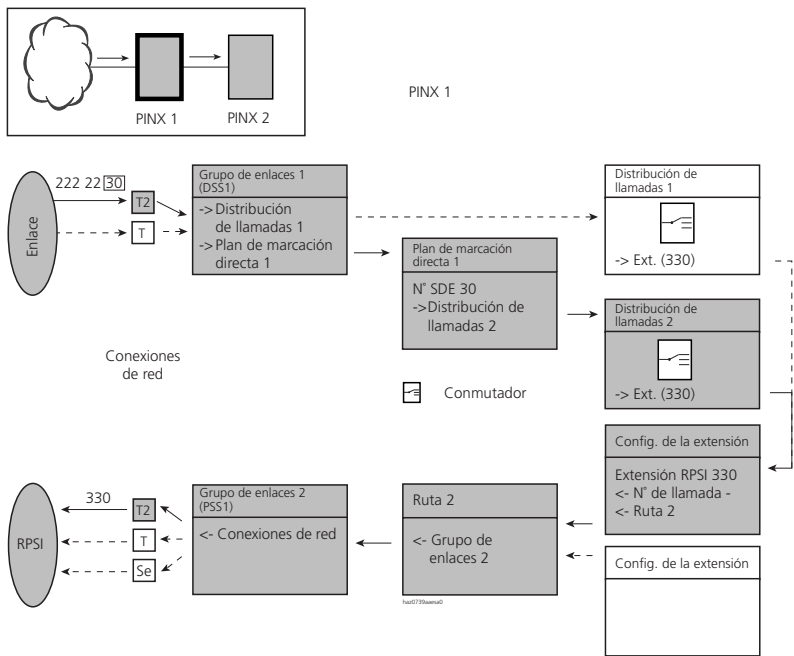 PINX 1
PINX 2
PINX 1
222 22 30
Enlace
T2
T
Grupo de enlaces 1
(DSS1)
-> Distribución
de llamadas 1
-> Plan de marcación
directa 1
Distribución de
llamadas 1
-> Ext. (330)
Plan de marcación
directa 1
N° SDE 30
->Distribución de
llamadas 2
Distribución de
llamadas 2
-> Ext. (330)
Conexiones
de red
Conmutador
Config. de la extensión
Extensión RPSI 330
<- N° de llamada -
<- Ruta 2
RPSI
330
T2
T
Se
Grupo de enlaces 2
(PSS1)
<- Conexiones de red
Ruta 2
<- Grupo de
enlaces 2
Config. de la extensión
haz0739aaesa0